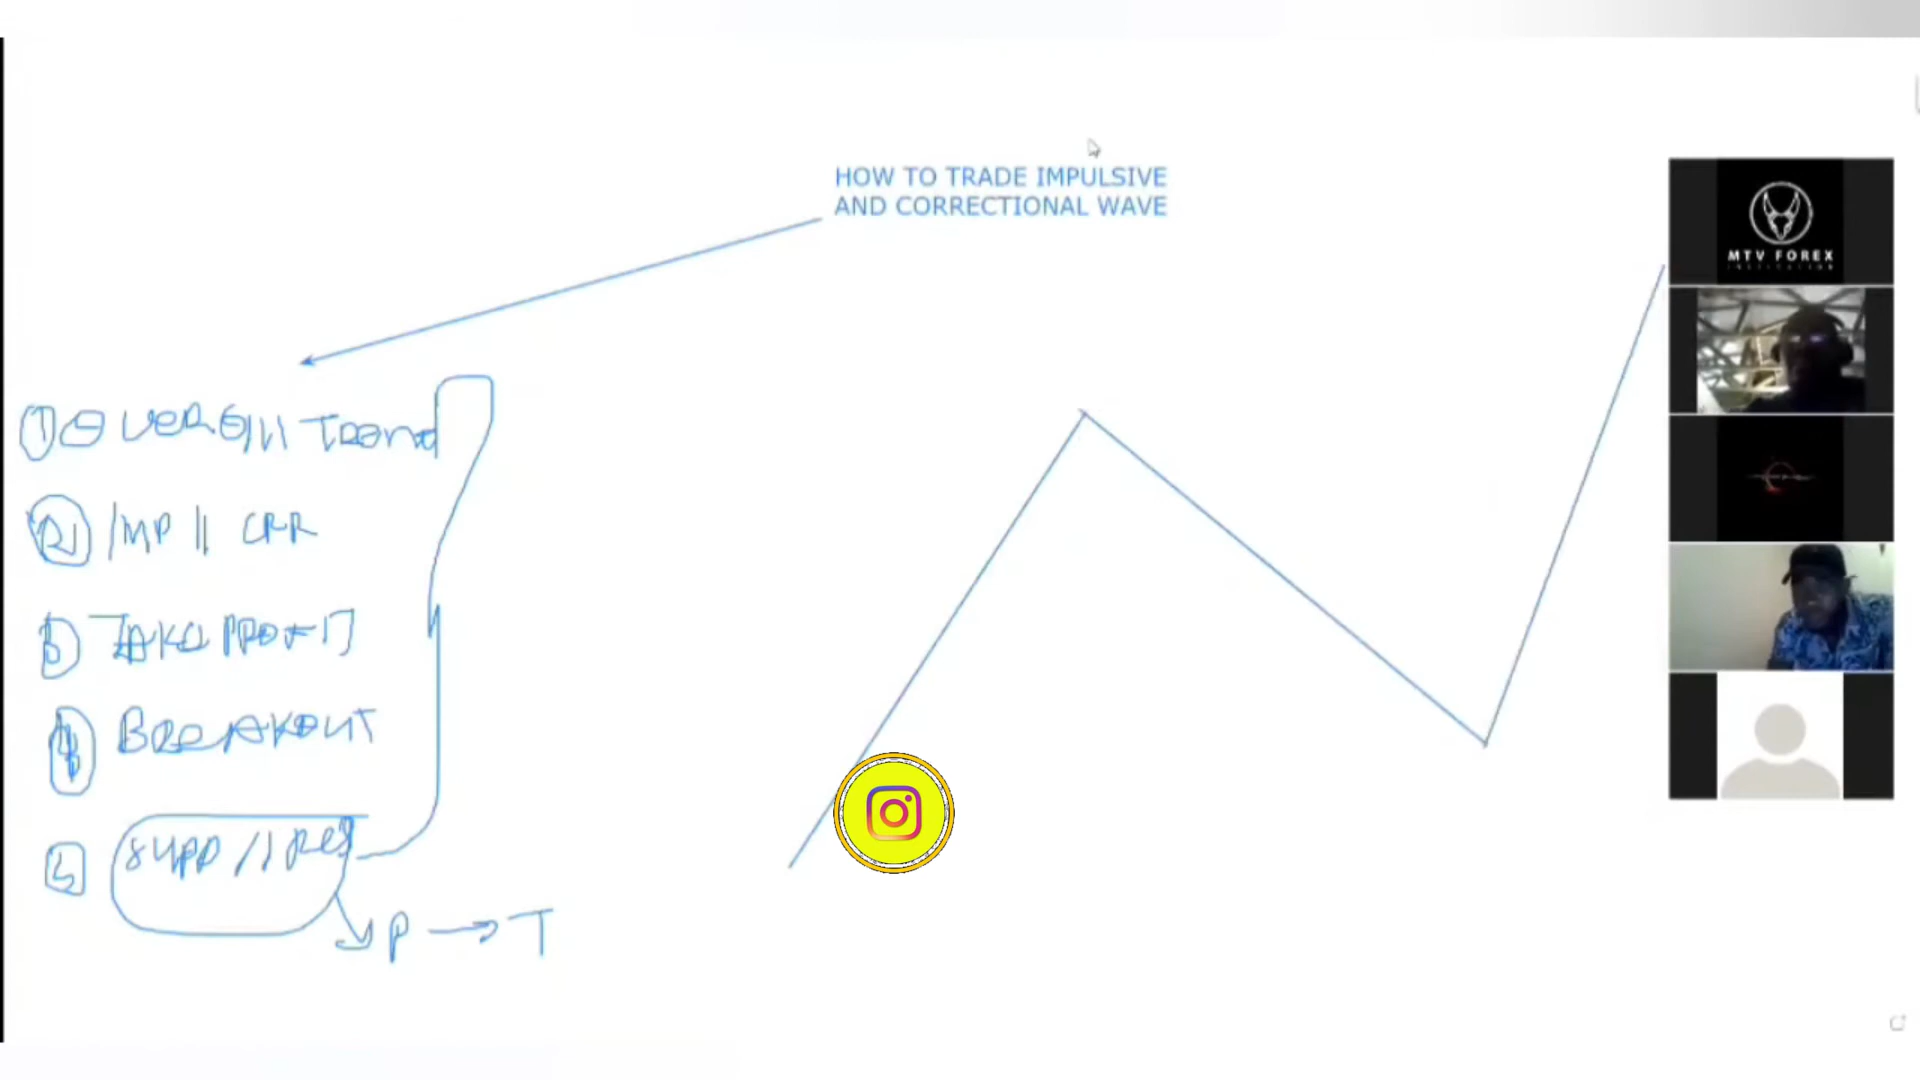 HOW TO TRADE IMPULSIVE
AND CORRECTIONAL WAVE
MTV FOREX
INSTITUTION
① OVERALL Trend
② IMP || CRR
3 TAKE PROFIT
4 BREAKOUT
5 SUPP // RES
P → T